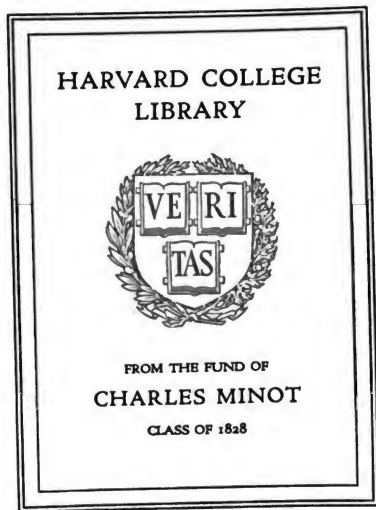 HARVARD COLLEGE
LIBRARY
VE RI
TAS
FROM THE FUND OF
CHARLES MINOT
CLASS OF 1828